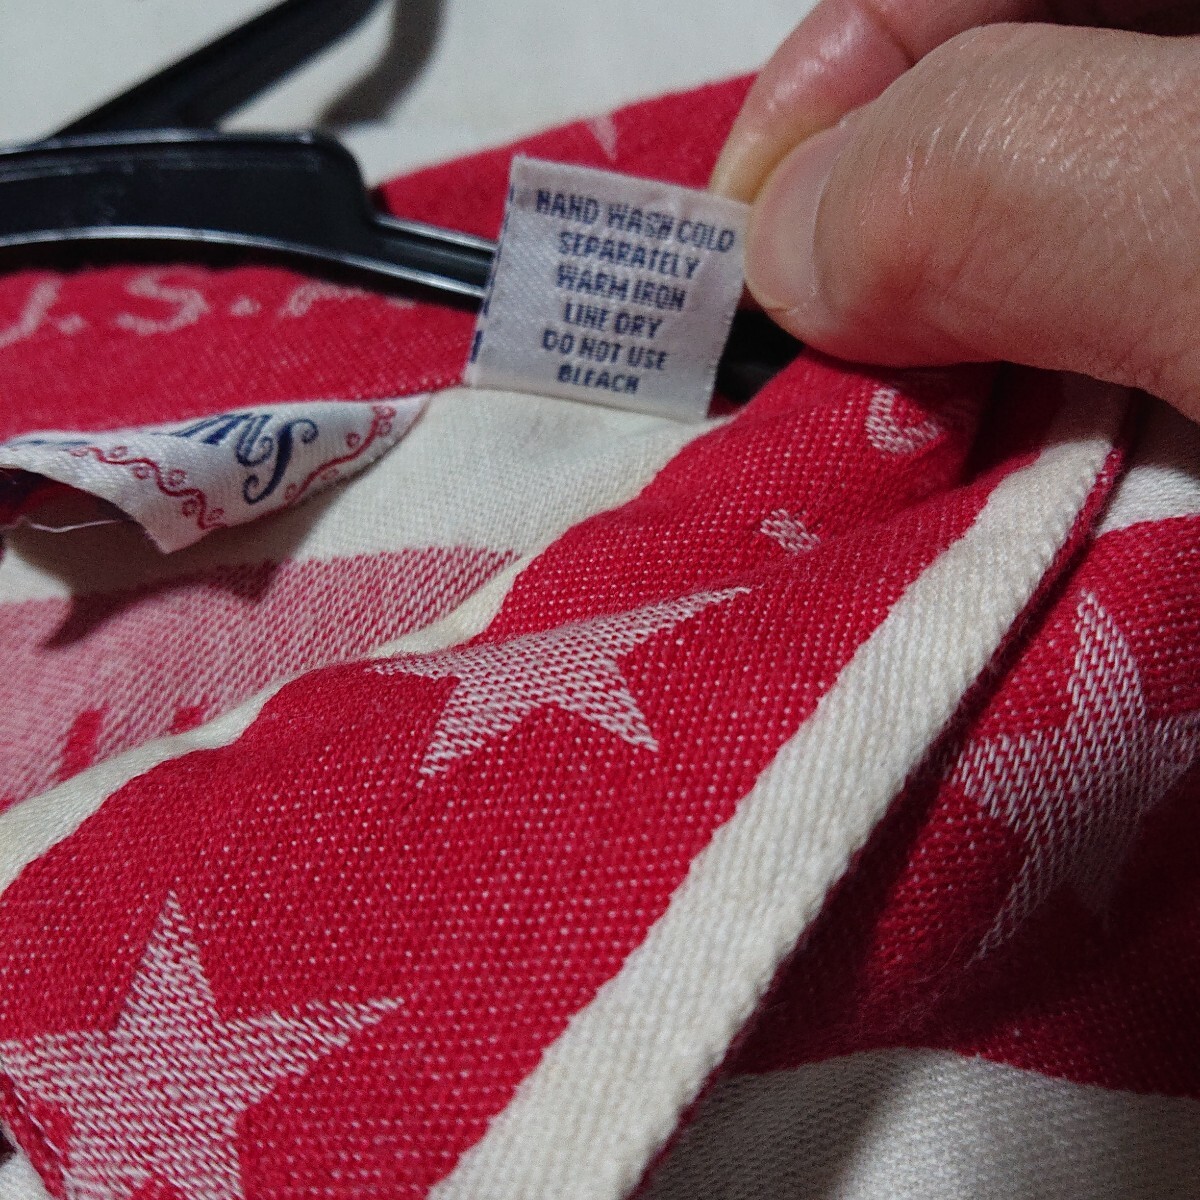 HAND WASH COLD
SEPARATELY
WARM IRON
LINE DRY
DO NOT USE
BLEACH
U.S.A